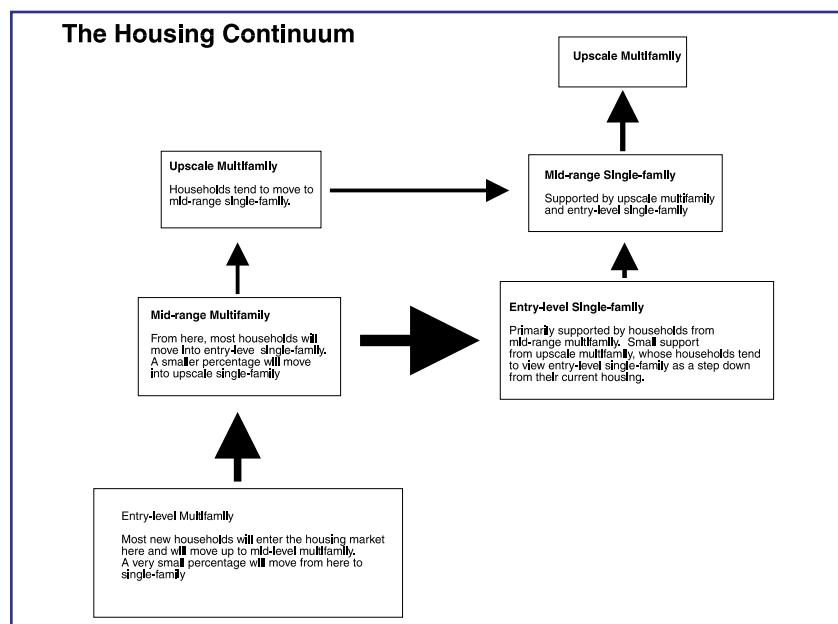 The Housing Continuum
Upscale Multifamily
Upscale Multifamily
Households tend to move to
mid-range single-family.
Mid-range Single-family
Supported by upscale multifamily
and entry-level single-family
Mid-range Multifamily
From here, most households will
move into entry-leve single-family.
A smaller percentage will move
into upscale single-family
Entry-level Single-family
Primarily supported by households from
mid-range multifamily. Small support
from upscale multifamily, whose households tend
to view entry-level single-family as a step down
from their current housing.
Entry-level Multifamily
Most new households will enter the housing market
here and will move up to mid-level multifamily.
A very small percentage will move from here to
single-family